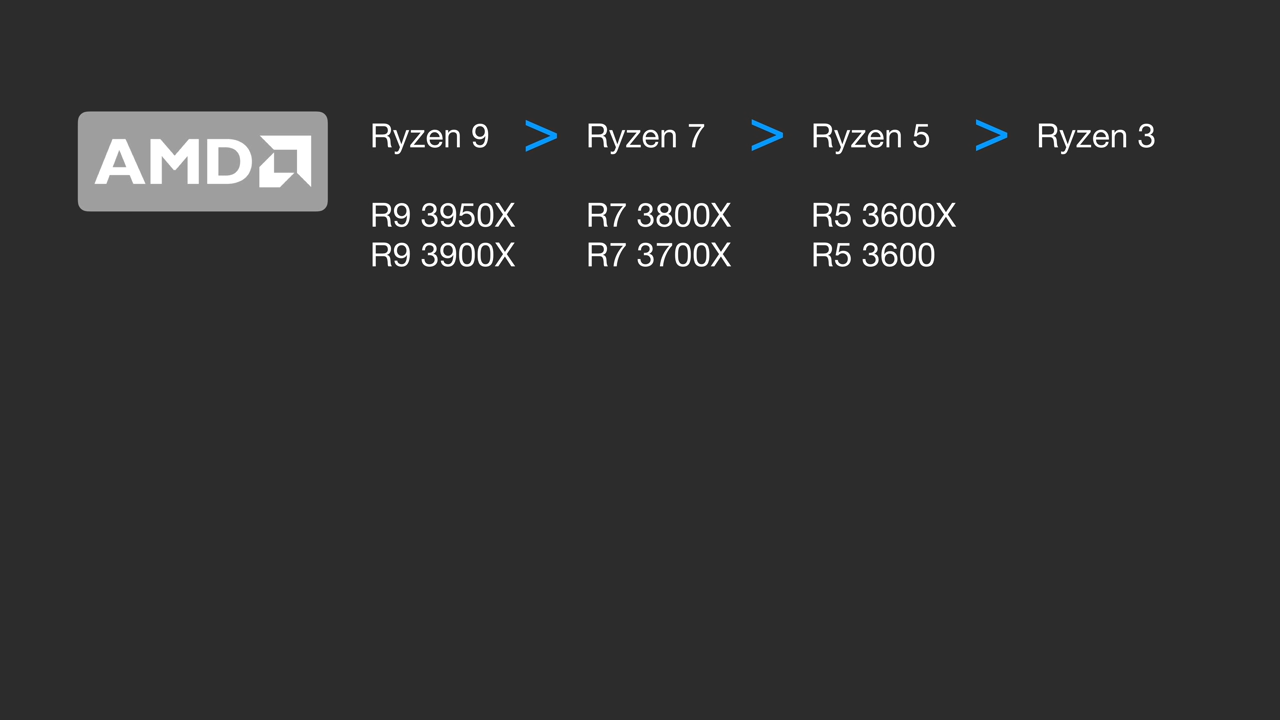 AMD
Ryzen 9 > Ryzen 7 > Ryzen 5 > Ryzen 3
R9 3950X R7 3800X R5 3600X
R9 3900X R7 3700X R5 3600